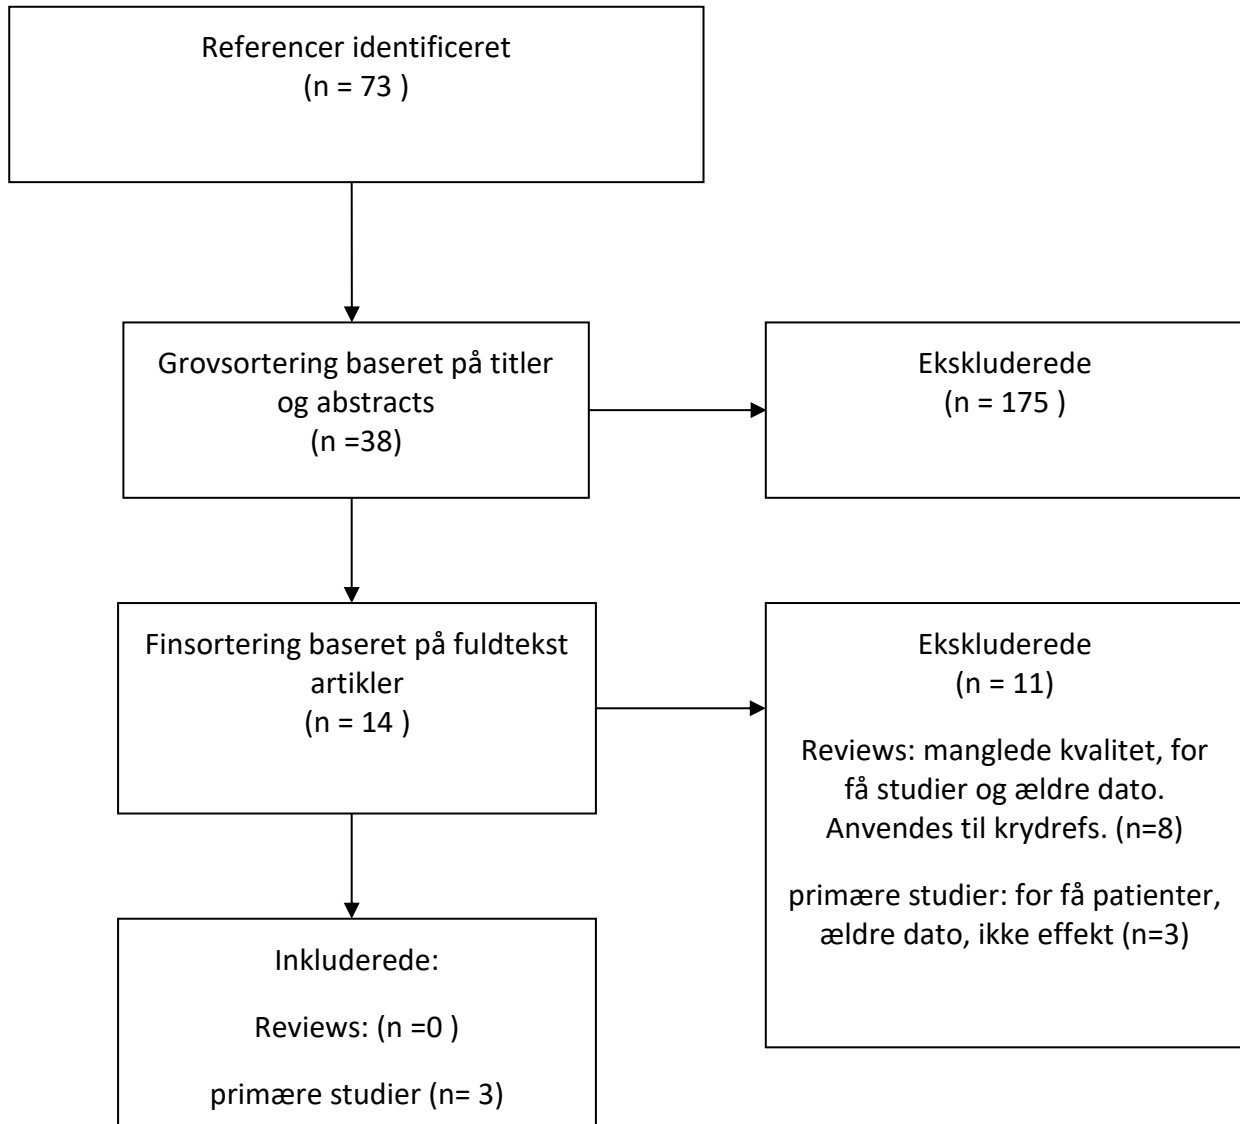 Referencer identificeret
(n = 73 )
Grovsortering baseret på titler
og abstracts
(n =38)
Ekskluderede
(n = 175 )
Finsortering baseret på fuldtekst
artikler
(n = 14 )
Ekskluderede
(n = 11)
Reviews: manglede kvalitet, for
få studier og ældre dato.
Anvendes til krydrefs. (n=8)
primære studier: for få patienter,
ældre dato, ikke effekt (n=3)
Inkluderede:
Reviews: (n =0 )
primære studier (n= 3)